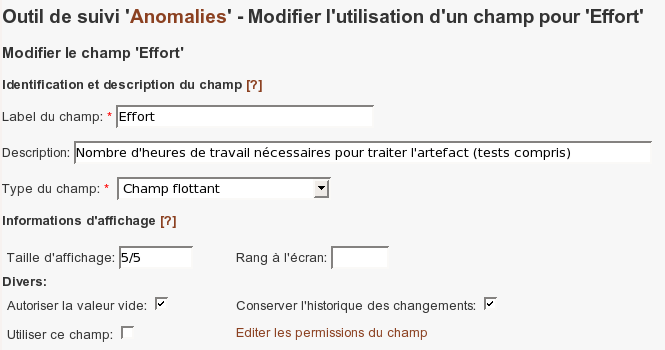 Outil de suivi 'Anomalies' - Modifier l'utilisation d'un champ pour 'Effort'
Modifier le champ 'Effort'
Identification et description du champ [?]
Label du champ: * Effort
Description: Nombre d'heures de travail nécessaires pour traiter l'artefact (tests compris)
Type du champ: * Champ flottant
Informations d'affichage [?]
Taille d'affichage: 5/5 Rang à l'écran:
Divers:
Autoriser la valeur vide: Conserver l'historique des changements:
Utiliser ce champ: Editer les permissions du champ